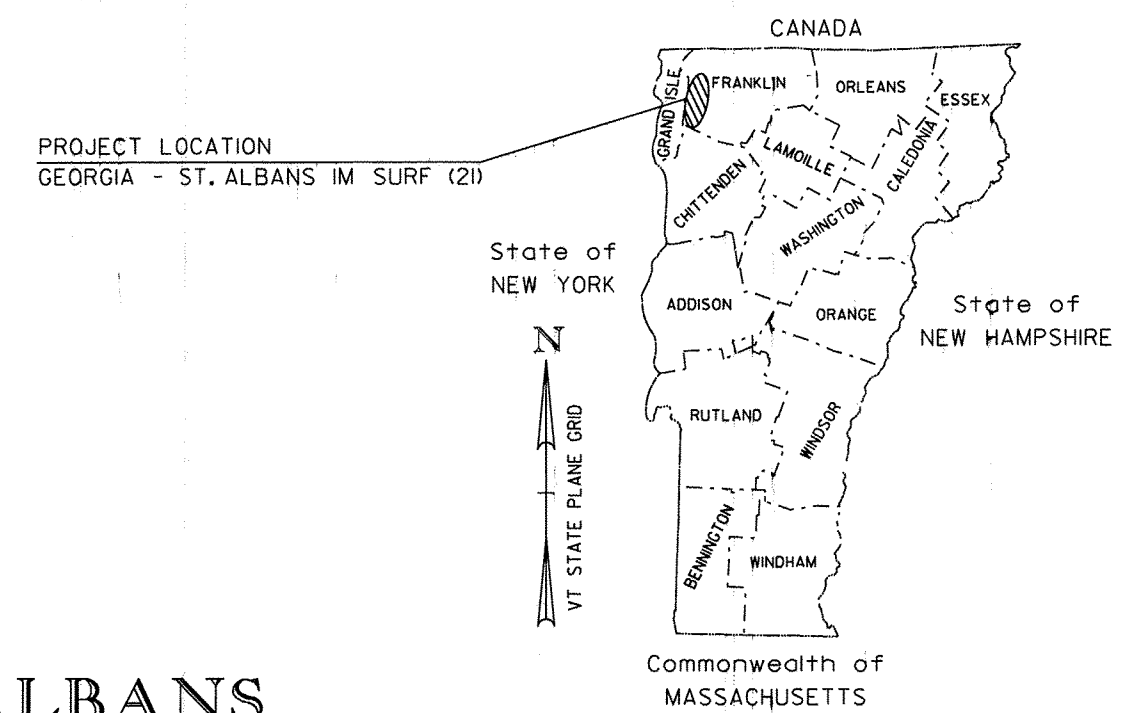 CANADA
GRAND ISLE
FRANKLIN
ORLEANS
ESSEX
PROJECT LOCATION
GEORGIA - ST. ALBANS IM SURF (21)
LAMOILLE
CALEDONIA
CHITTENDEN
WASHINGTON
State of
NEW YORK
ADDISON
ORANGE
State of
NEW HAMPSHIRE
N
VT STATE PLANE GRID
RUTLAND
WINDSOR
BENNINGTON
WINDHAM
Commonwealth of
MASSACHUSETTS
LBANS